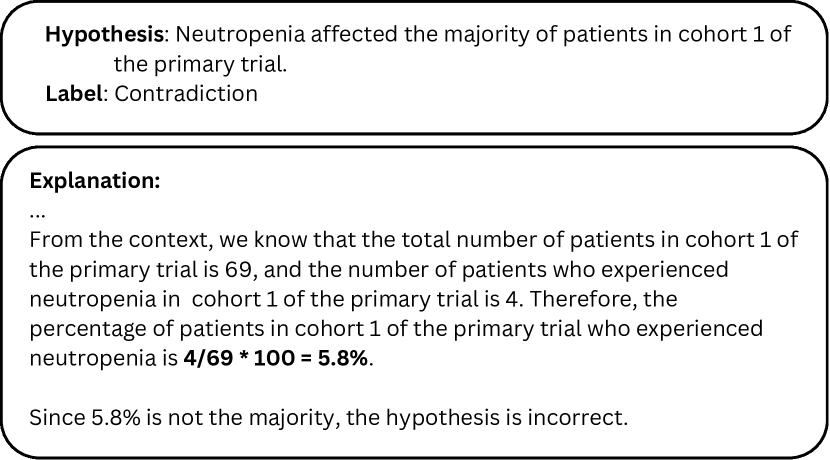 Hypothesis: Neutropenia affected the majority of patients in cohort 1 of
the primary trial.
Label: Contradiction
Explanation:
...
From the context, we know that the total number of patients in cohort 1 of
the primary trial is 69, and the number of patients who experienced
neutropenia in cohort 1 of the primary trial is 4. Therefore, the
percentage of patients in cohort 1 of the primary trial who experienced
neutropenia is 4/69 * 100 = 5.8%.
Since 5.8% is not the majority, the hypothesis is incorrect.